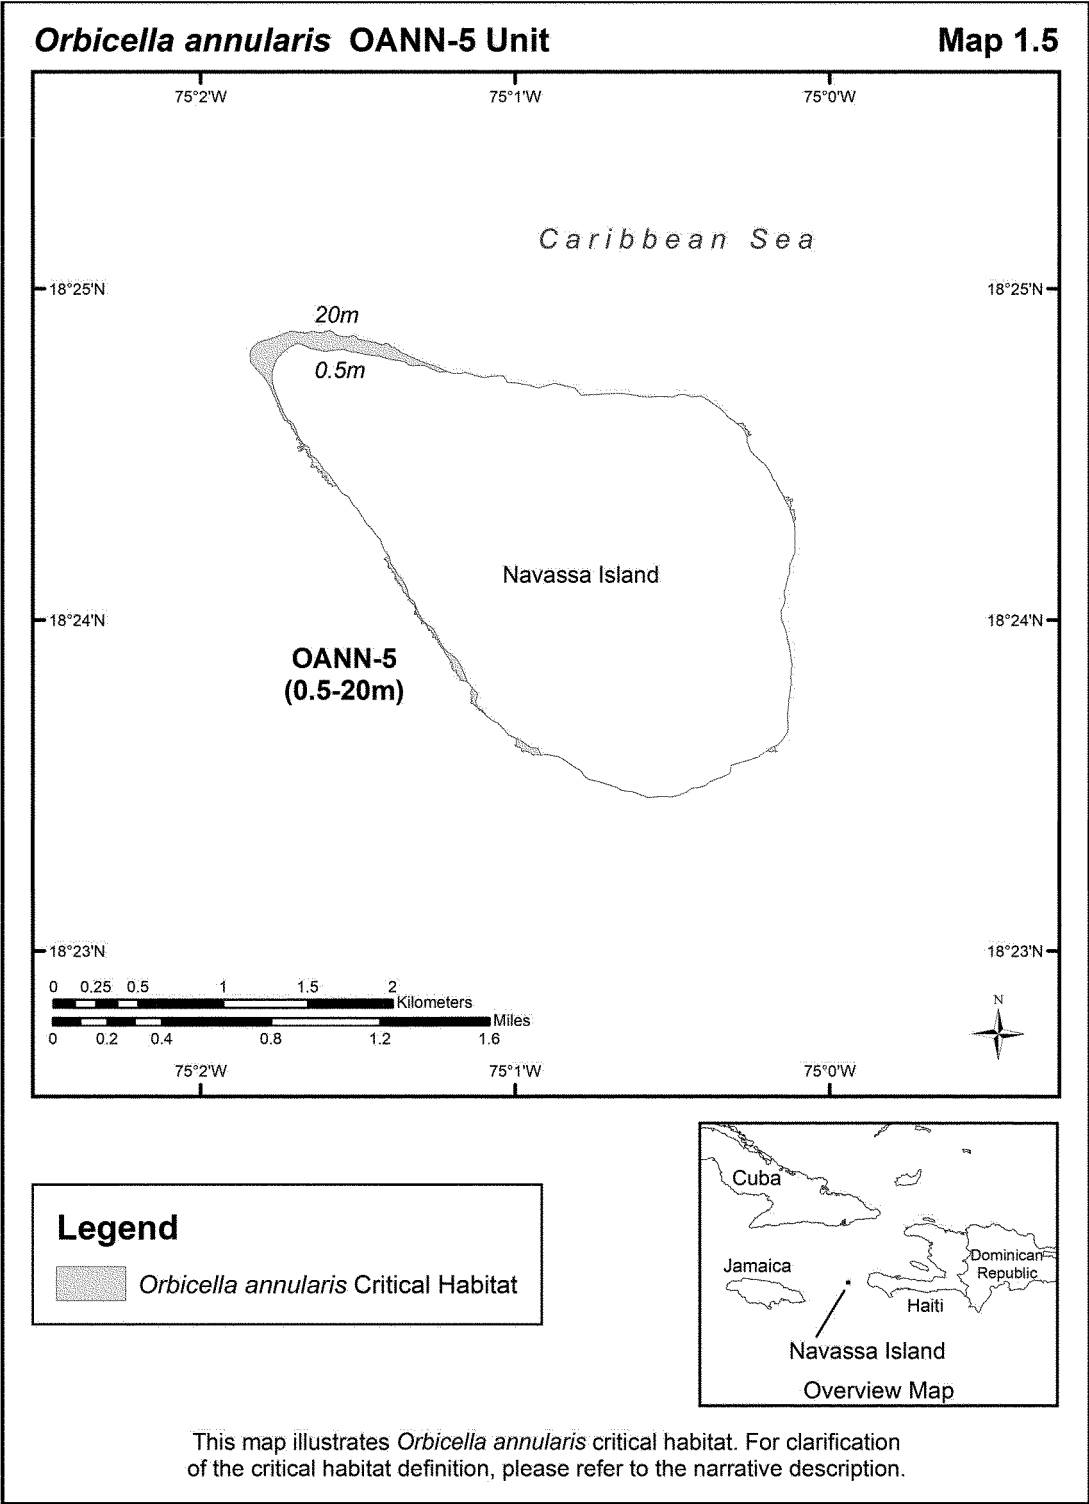 Orbicella annularis OANN-5 Unit
Map 1.5
75°2'W 75°1'W 75°0'W
Caribbean Sea
18°25'N 18°25'N
20m
0.5m
Navassa Island
18°24'N 18°24'N
OANN-5
(0.5-20m)
18°23'N 18°23'N
0 0.25 0.5 1 1.5 2
Kilometers
Miles
0 0.2 0.4 0.8 1.2 1.6
N
75°2'W 75°1'W 75°0'W
Legend
Orbicella annularis Critical Habitat
Cuba
Jamaica
Dominican
Republic
Haiti
Navassa Island
Overview Map
This map illustrates Orbicella annularis critical habitat. For clarification
of the critical habitat definition, please refer to the narrative description.